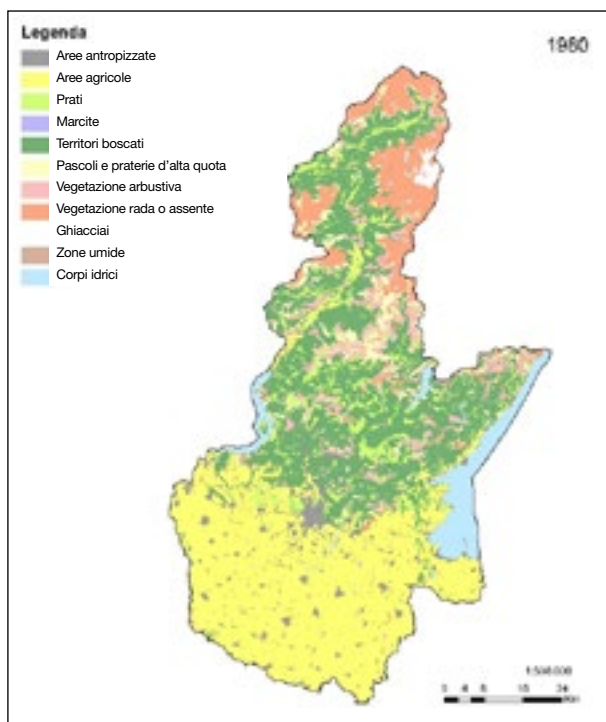 Legenda
Aree antropizzate
Aree agricole
Prati
Marcite
Territori boscati
Pascoli e praterie d'alta quota
Vegetazione arbustiva
Vegetazione rada o assente
Ghiacciai
Zone umide
Corpi idrici
1980